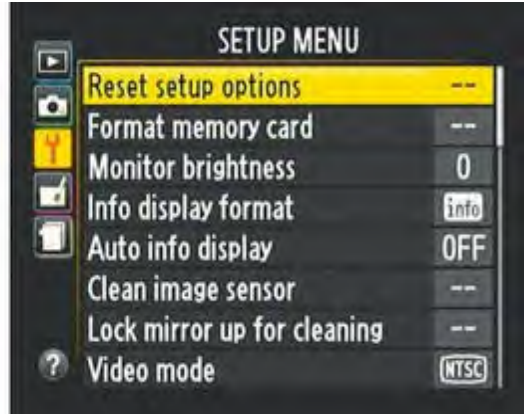 SETUP MENU
Reset setup options --
Format memory card --
Monitor brightness 0
Info display format info
Auto info display OFF
Clean image sensor --
Lock mirror up for cleaning --
? Video mode NTSC